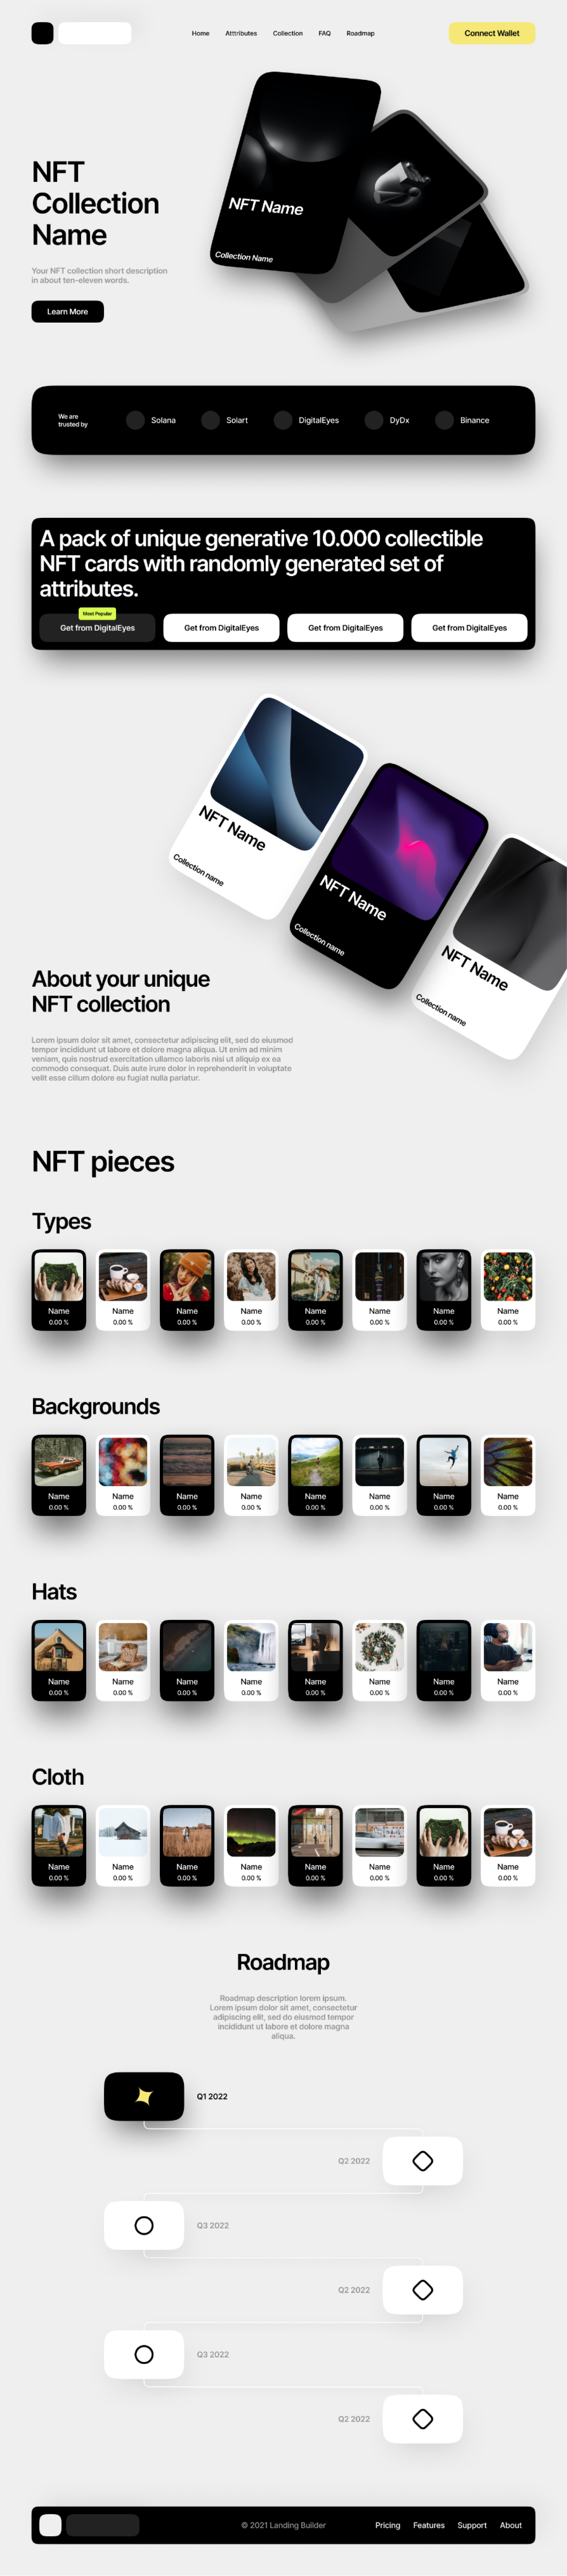 Home Atttributes Collection FAQ Roadmap
Connect Wallet
NFT
Collection
Name
Your NFT collection short description
in about ten-eleven words.
Learn More
NFT Name
Collection Name
We are
trusted by
Solana
Solart
DigitalEyes
DyDx
Binance
A pack of unique generative 10.000 collectible
NFT cards with randomly generated set of
attributes.
Most Popular
Get from DigitalEyes
Get from DigitalEyes
Get from DigitalEyes
Get from DigitalEyes
NFT Name
Collection name
NFT Name
Collection name
NFT Name
Collection name
About your unique
NFT collection
Lorem ipsum dolor sit amet, consectetur adipiscing elit, sed do eiusmod
tempor incididunt ut labore et dolore magna aliqua. Ut enim ad minim
veniam, quis nostrud exercitation ullamco laboris nisi ut aliquip ex ea
commodo consequat. Duis aute irure dolor in reprehenderit in voluptate
velit esse cillum dolore eu fugiat nulla pariatur.
NFT pieces
Types
Name Name Name Name Name Name Name Name
0.00 % 0.00 % 0.00 % 0.00 % 0.00 % 0.00 % 0.00 % 0.00 %
Backgrounds
Name Name Name Name Name Name Name Name
0.00 % 0.00 % 0.00 % 0.00 % 0.00 % 0.00 % 0.00 % 0.00 %
Hats
Name Name Name Name Name Name Name Name
0.00 % 0.00 % 0.00 % 0.00 % 0.00 % 0.00 % 0.00 % 0.00 %
Cloth
Name Name Name Name Name Name Name Name
0.00 % 0.00 % 0.00 % 0.00 % 0.00 % 0.00 % 0.00 % 0.00 %
Roadmap
Roadmap description lorem ipsum.
Lorem ipsum dolor sit amet, consectetur
adipiscing elit, sed do eiusmod tempor
incididunt ut labore et dolore magna
aliqua.
Q1 2022
Q2 2022
Q3 2022
Q2 2022
Q3 2022
Q2 2022
© 2021 Landing Builder
Pricing Features Support About